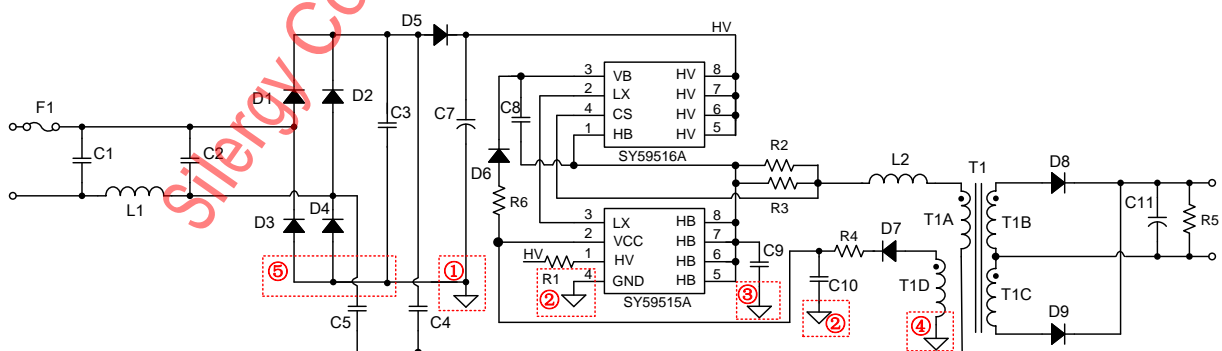 Silergy Co
D5
HV
F1
D1
D2
C3
C7
C8
3 VB HV 8
2 LX HV 7
4 CS HV 6
1 HB HV 5
SY59516A
C1
C2
L1
D3
D4
D6
R6
R2
R3
L2
T1
D8
T1A
T1B
C11
R5
3 LX HB 8
2 VCC HB 7
HV 1 HV HB 6
R1 4 GND HB 5
SY59515A
C9
R4
D7
C10
T1D
T1C
D9
⑤
①
②
③
②
④
C5
C4